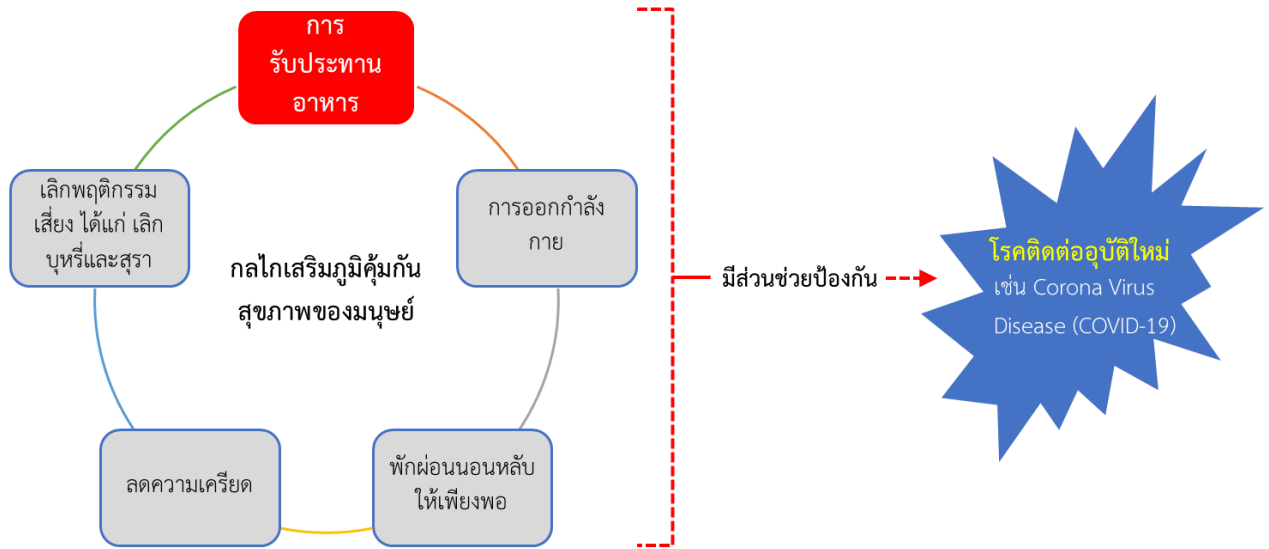 การ
รับประทาน
อาหาร
เลิกพฤติกรรม
เสี่ยง ได้แก่ เลิก
บุหรี่และสุรา
การออกกำลัง
กาย
กลไกเสริมภูมิคุ้มกัน
สุขภาพของมนุษย์
ลดความเครียด
พักผ่อนนอนหลับ
ให้เพียงพอ
มีส่วนช่วยป้องกัน
โรคติดต่ออุบัติใหม่
เช่น Corona Virus
Disease (COVID-19)